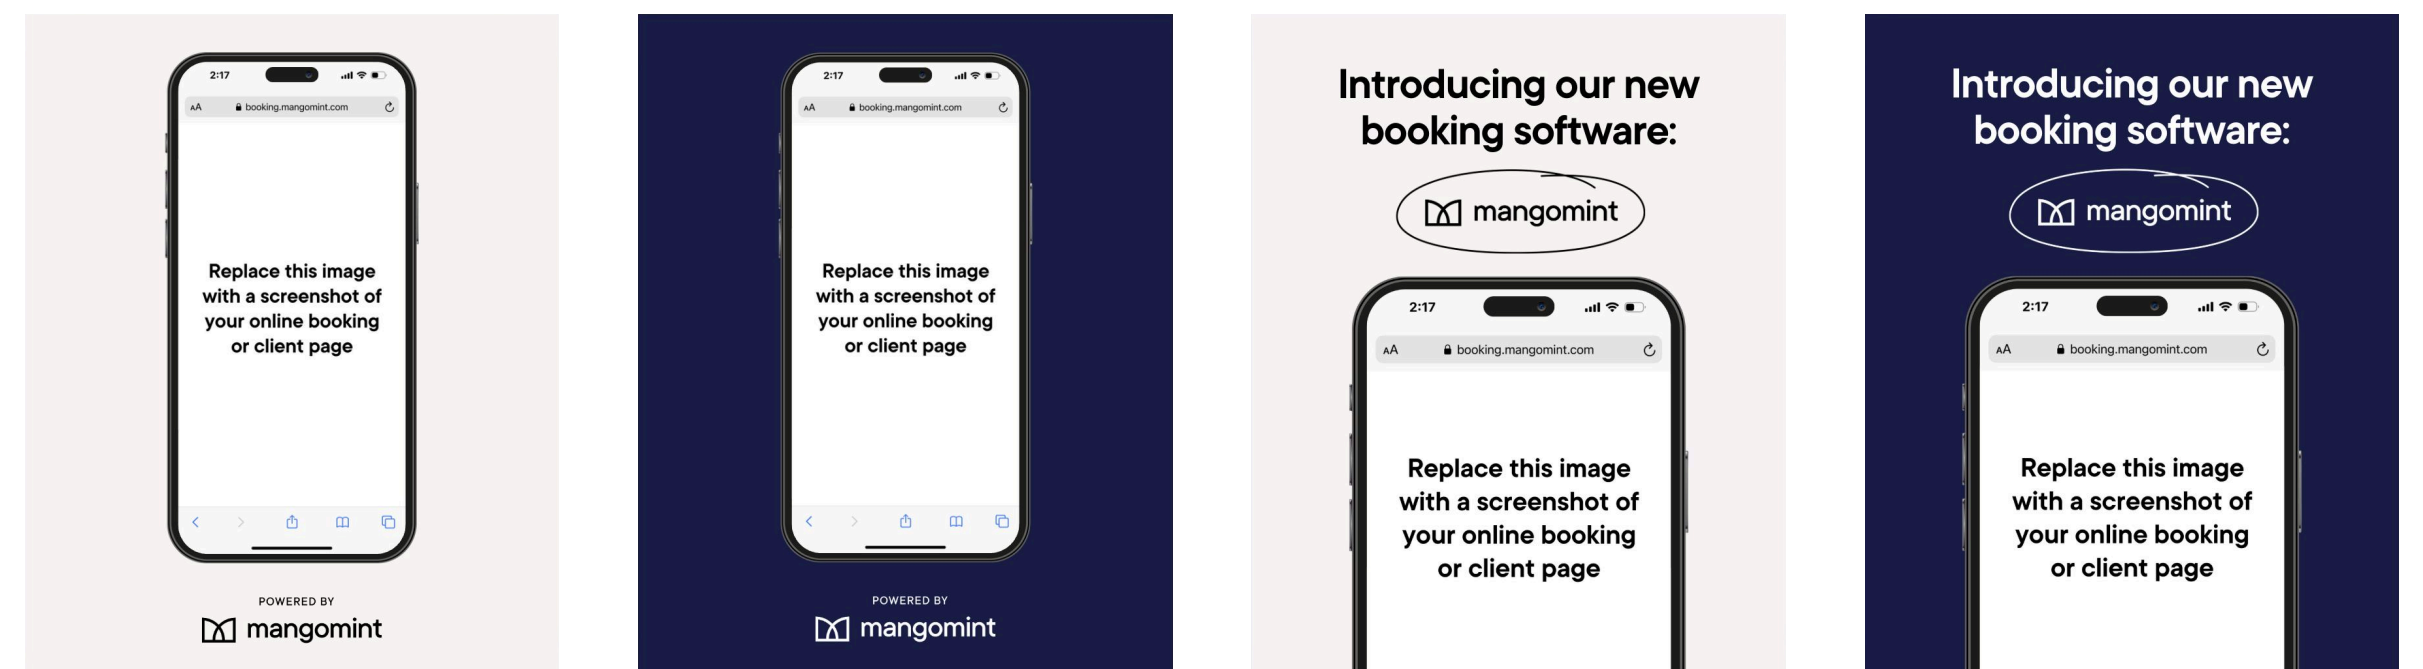 2:17
AA booking.mangomint.com
Replace this image
with a screenshot of
your online booking
or client page
POWERED BY
mangomint
2:17
AA booking.mangomint.com
Replace this image
with a screenshot of
your online booking
or client page
POWERED BY
mangomint
Introducing our new
booking software:
mangomint
2:17
AA booking.mangomint.com
Replace this image
with a screenshot of
your online booking
or client page
Introducing our new
booking software:
mangomint
2:17
AA booking.mangomint.com
Replace this image
with a screenshot of
your online booking
or client page